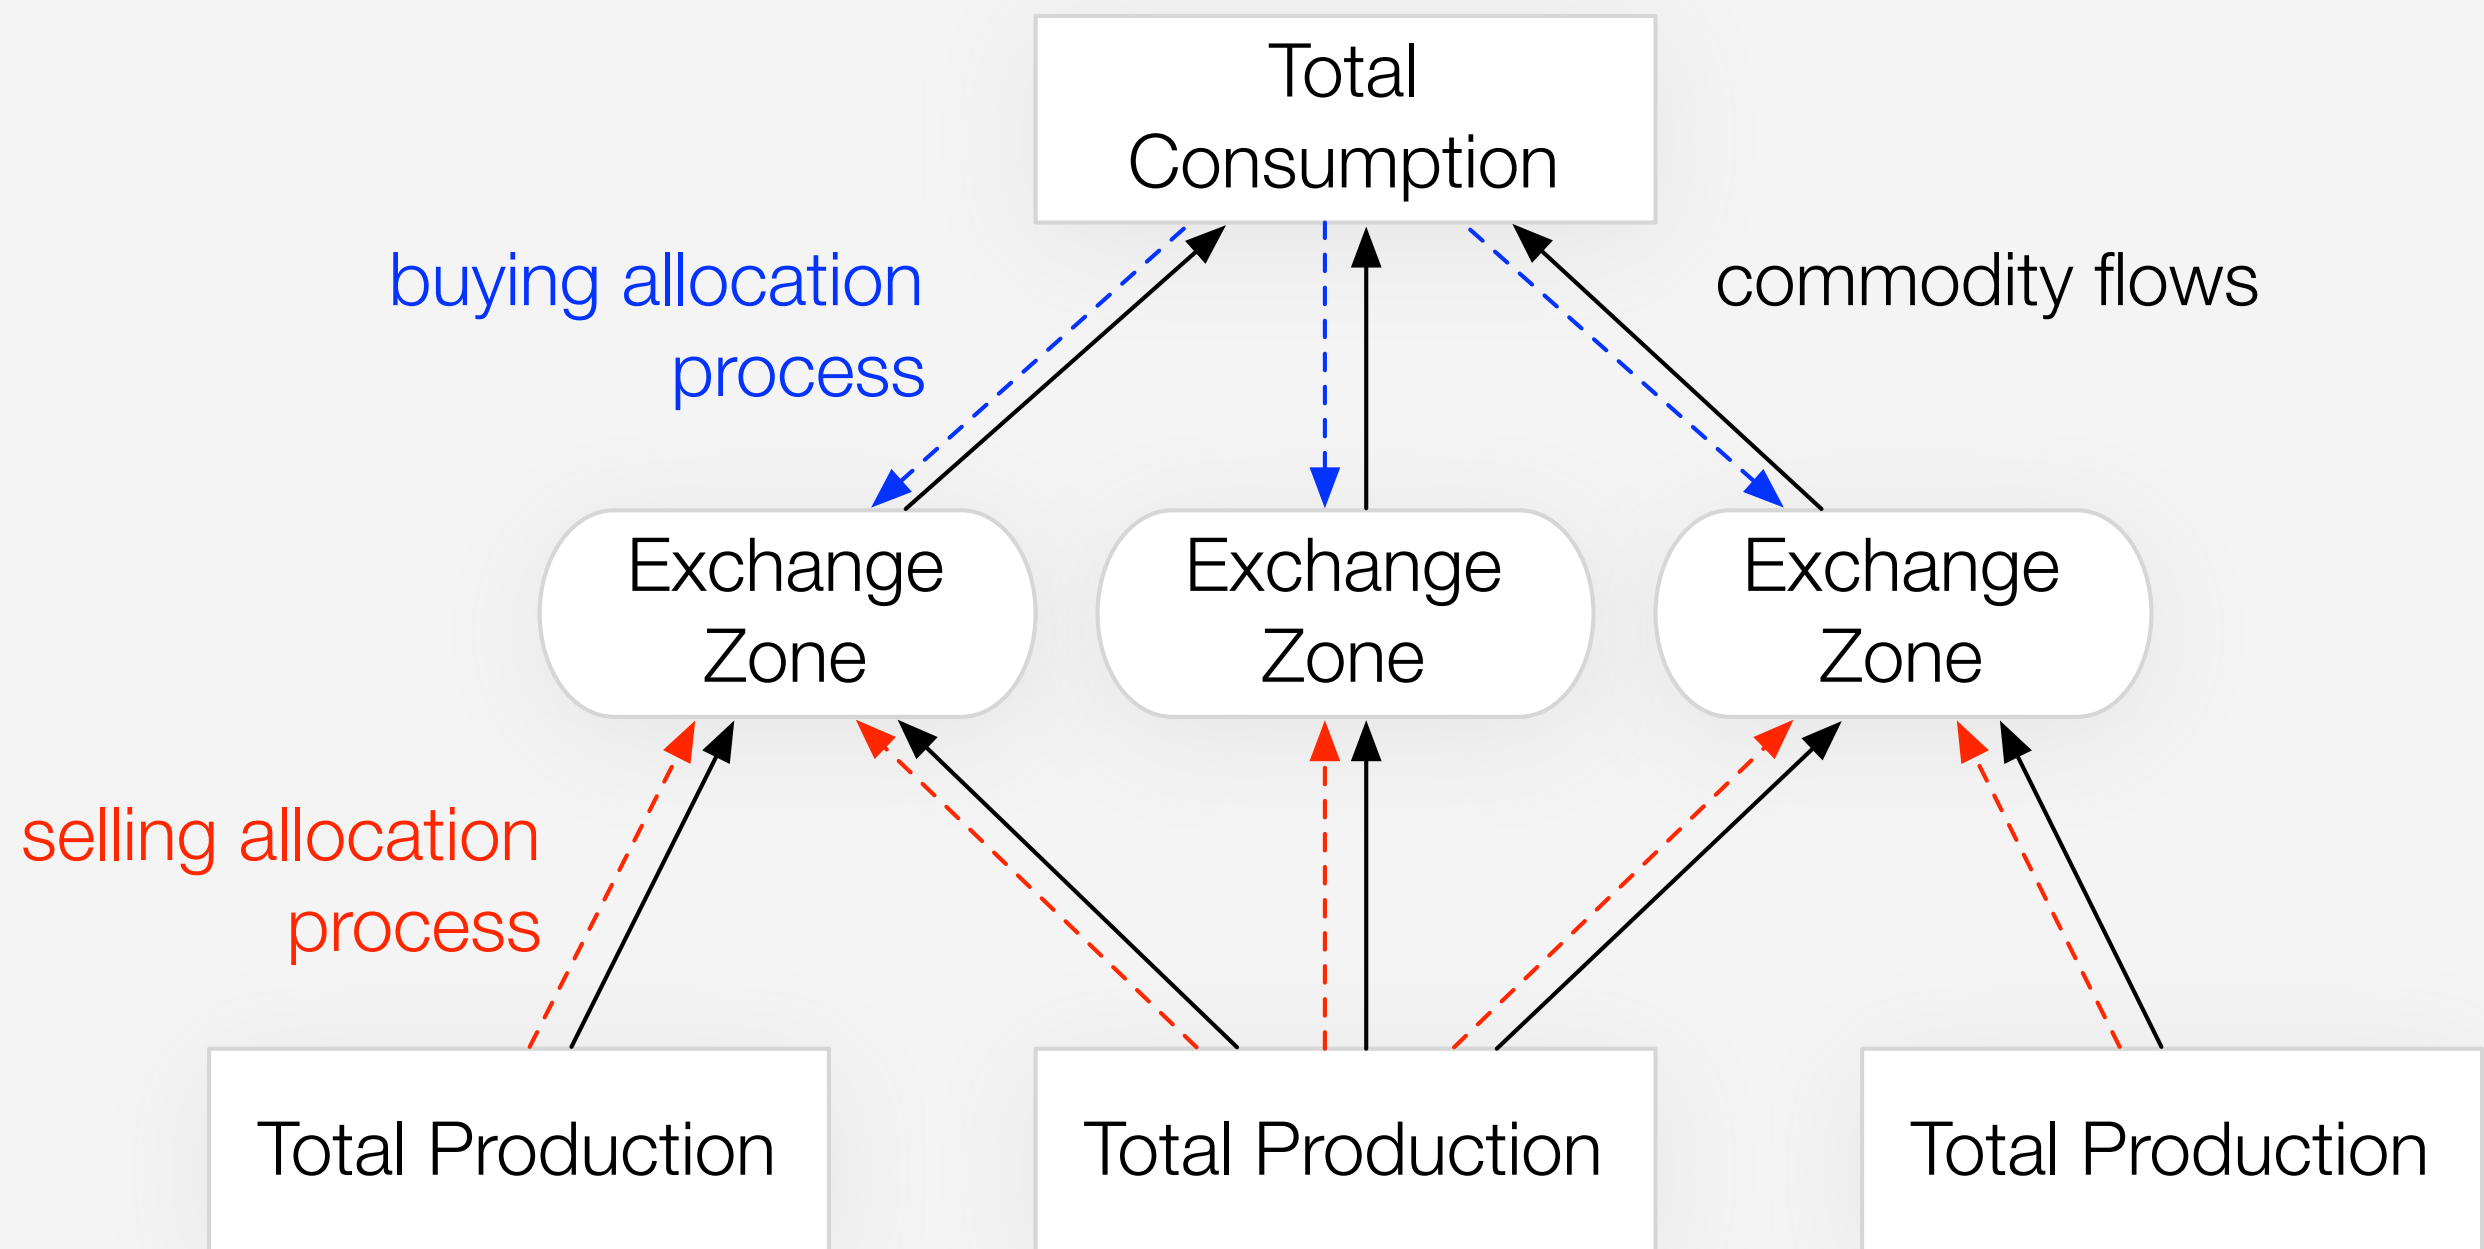 Total
Consumption
buying allocation
process
commodity flows
Exchange
Zone
Exchange
Zone
Exchange
Zone
selling allocation
process
Total Production
Total Production
Total Production